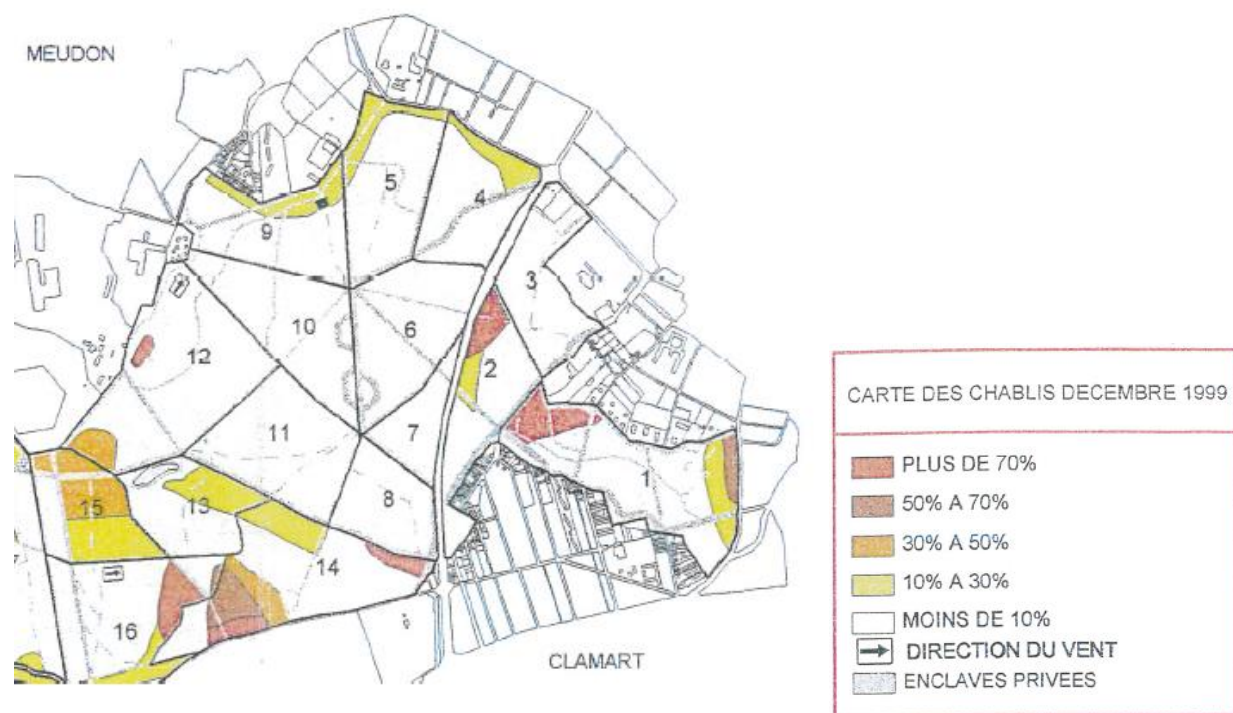 MEUDON
5
4
9
3
10
6
12
2
11
7
1
15
13
8
14
16
CLAMART
CARTE DES CHABLIS DECEMBRE 1999
PLUS DE 70%
50% A 70%
30% A 50%
10% A 30%
MOINS DE 10%
DIRECTION DU VENT
ENCLAVES PRIVEES